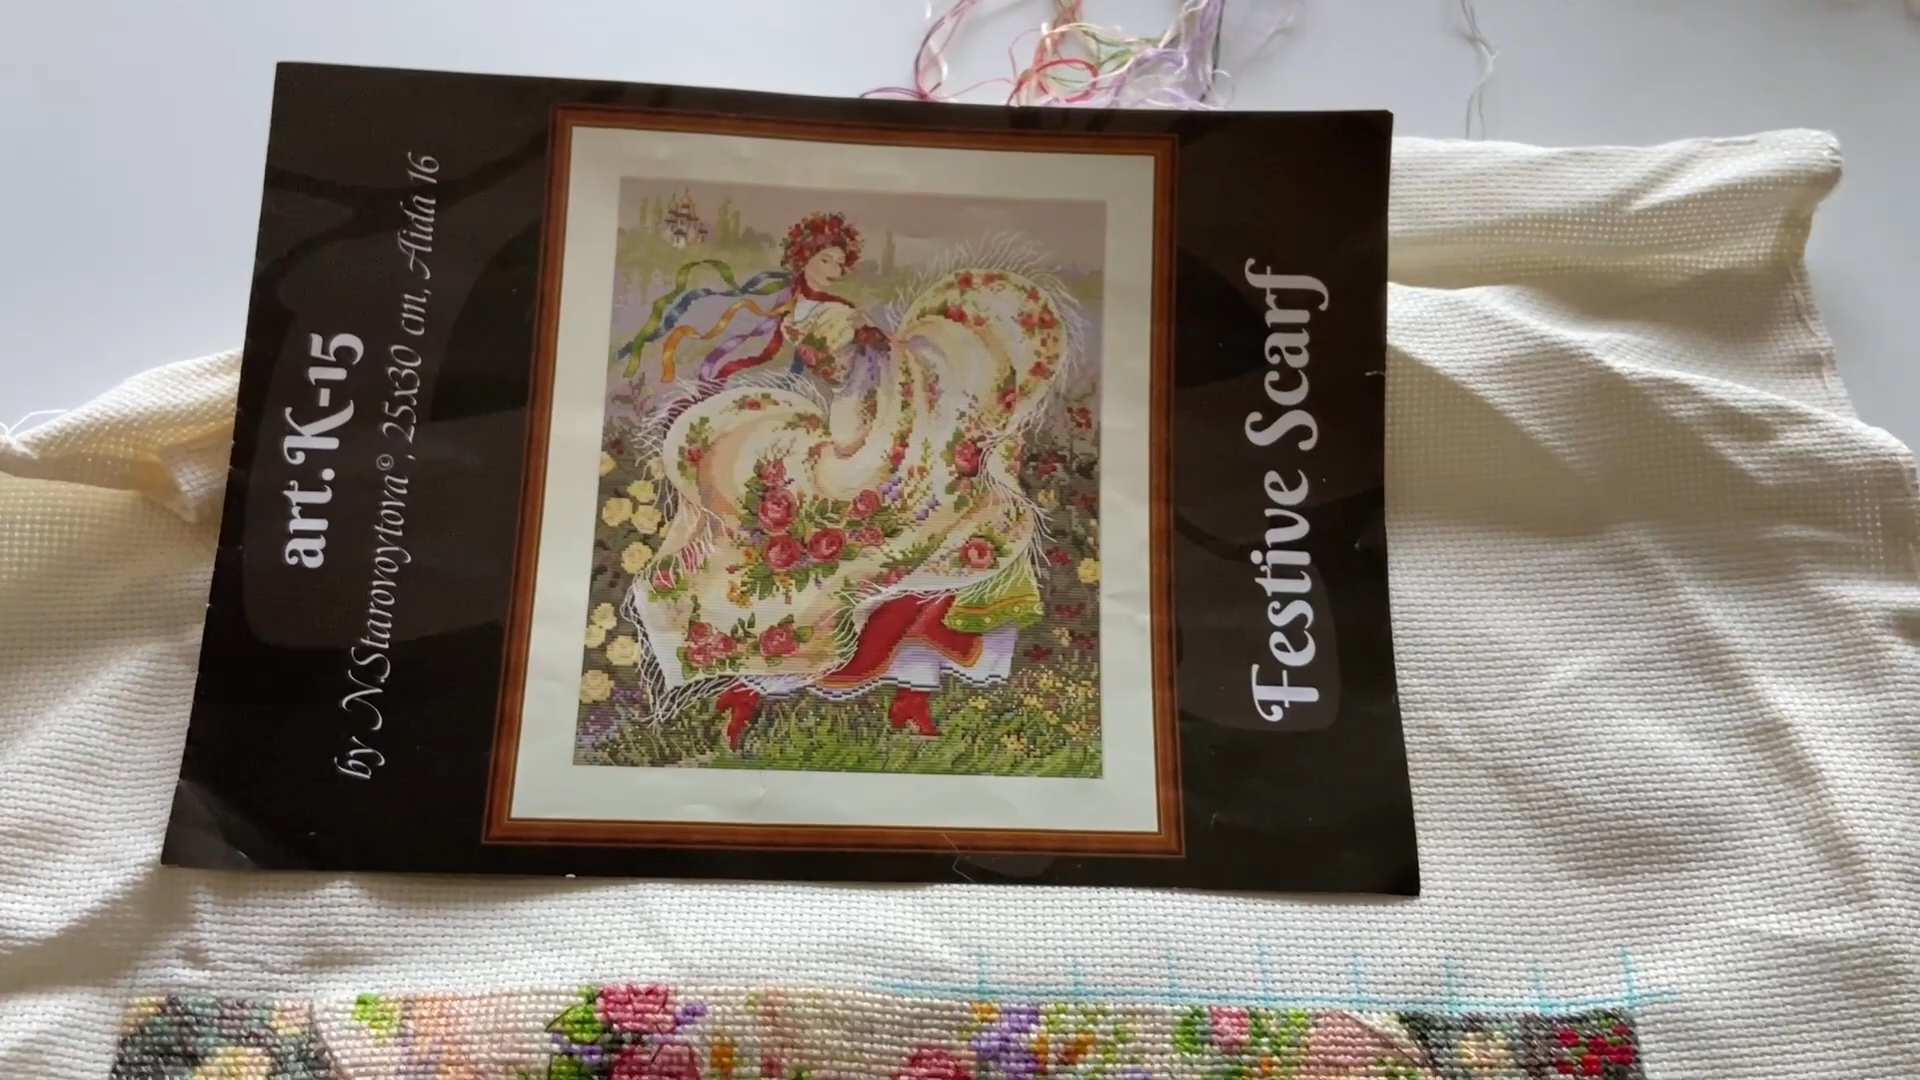 art.K-15
by N.Starovoytova©, 25x30 cm, Aida 16
Festive Scarf